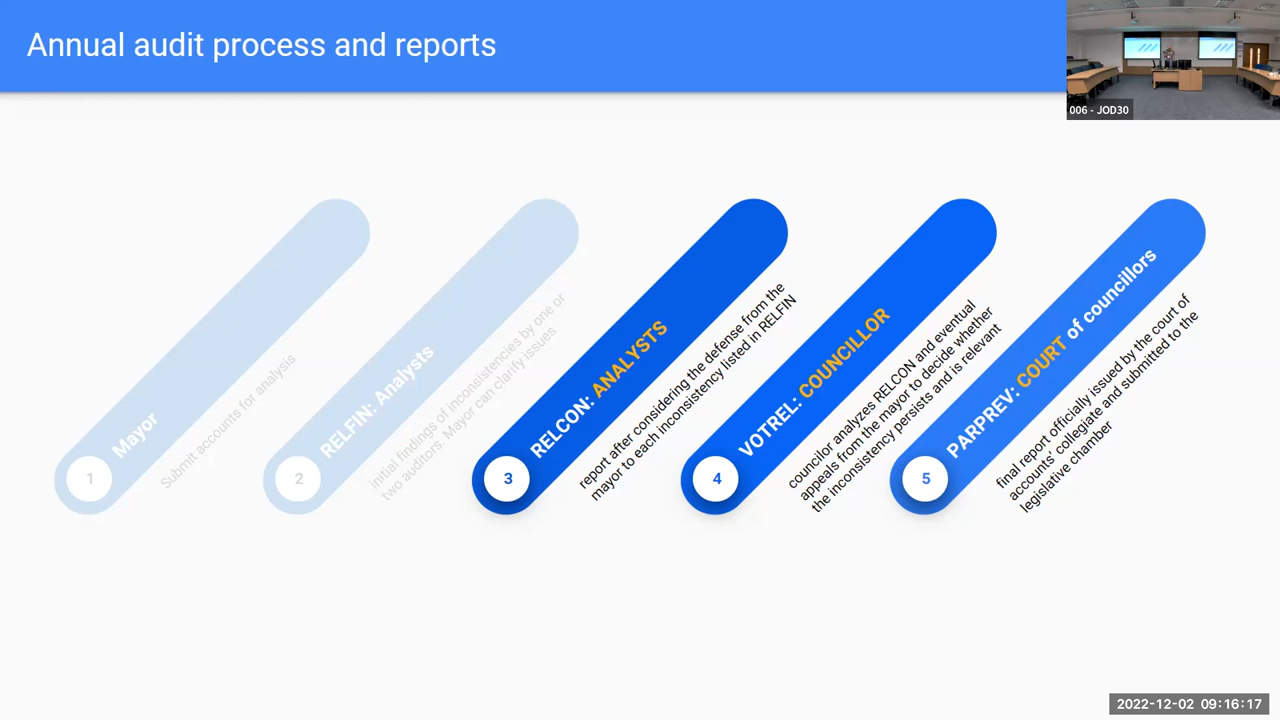 Annual audit process and reports
006 - JOD30
1
Mayor
Submit accounts for analysis
2
RELFIN: Analysts
initial findings of inconsistencies by one or
two auditors. Mayor can clarify issues
3
RELCON: ANALYSTS
report after considering the defense from the
mayor to each inconsistency listed in RELFIN
4
VOTREL: COUNCILLOR
councilor analyzes RELCON and eventual
appeals from the mayor to decide whether
the inconsistency persists and is relevant
5
PARPREV: COURT of councillors
final report officially issued by the court of
accounts' collegiate and submitted to the
legislative chamber
2022-12-02 09:16:17